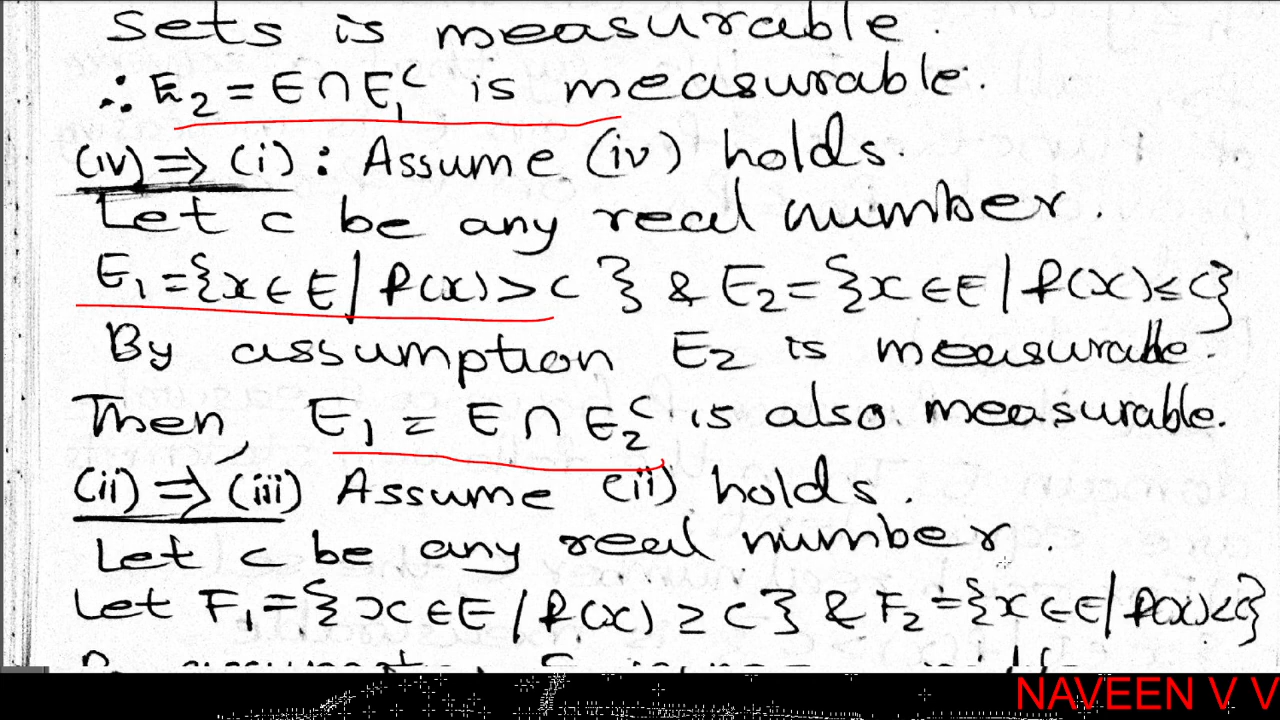 sets is measurable.
∴ E₂ = E ∩ E₁ᶜ is measurable.
(iv) ⇒ (i) : Assume (iv) holds.
Let c be any real number.
E₁ = {x ∈ E / f(x) > c } & E₂ = {x ∈ E / f(x) ≤ c}
By assumption E₂ is measurable.
Then, E₁ = E ∩ E₂ᶜ is also measurable.
(ii) ⇒ (iii) Assume (ii) holds.
Let c be any real number.
Let F₁ = {x ∈ E / f(x) ≥ c} & F₂ = {x ∈ E / f(x) < c}
NAVEEN V V